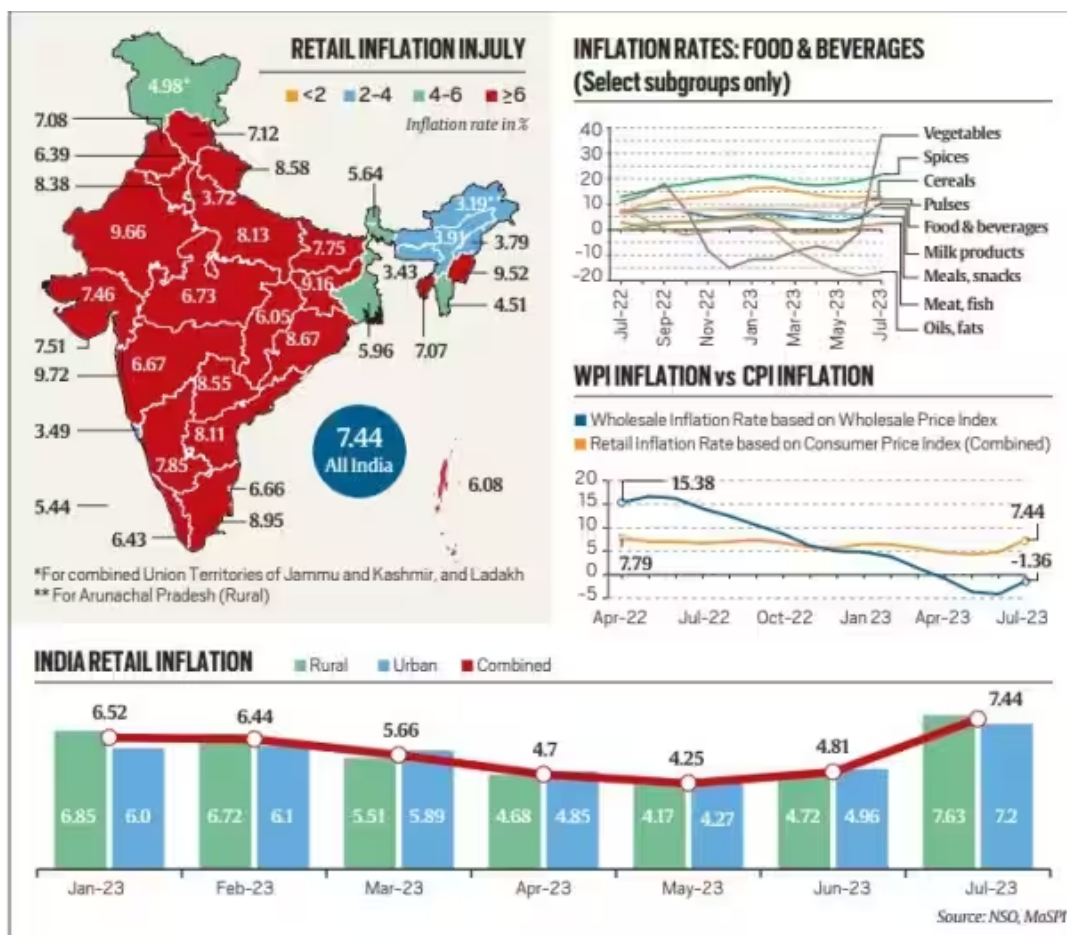 RETAIL INFLATION IN JULY
<2 2-4 4-6 ≥6
Inflation rate in %
4.98*
7.08
7.12
6.39
8.58
8.38
3.72
5.64
3.19**
9.66
8.13
7.75
3.91
3.79
3.43
9.52
7.46
6.73
9.16
4.51
6.05
8.67
7.51
6.67
5.96
7.07
9.72
8.55
3.49
8.11
7.44
All India
7.85
6.66
6.08
5.44
8.95
6.43
*For combined Union Territories of Jammu and Kashmir, and Ladakh
** For Arunachal Pradesh (Rural)
INFLATION RATES: FOOD & BEVERAGES
(Select subgroups only)
40
30
20
10
0
-10
-20
Jul-22
Sep-22
Nov-22
Jan-23
Mar-23
May-23
Jul-23
Vegetables
Spices
Cereals
Pulses
Food & beverages
Milk products
Meals, snacks
Meat, fish
Oils, fats
WPI INFLATION vs CPI INFLATION
Wholesale Inflation Rate based on Wholesale Price Index
Retail Inflation Rate based on Consumer Price Index (Combined)
20
15
10
5
0
-5
15.38
7.79
7.44
-1.36
Apr-22 Jul-22 Oct-22 Jan 23 Apr-23 Jul-23
INDIA RETAIL INFLATION Rural Urban Combined
6.52 6.44 5.66 4.7 4.25 4.81 7.44
6.85 6.0 6.72 6.1 5.51 5.89 4.68 4.85 4.17 4.27 4.72 4.96 7.63 7.2
Jan-23 Feb-23 Mar-23 Apr-23 May-23 Jun-23 Jul-23
Source: NSO, MoSPI